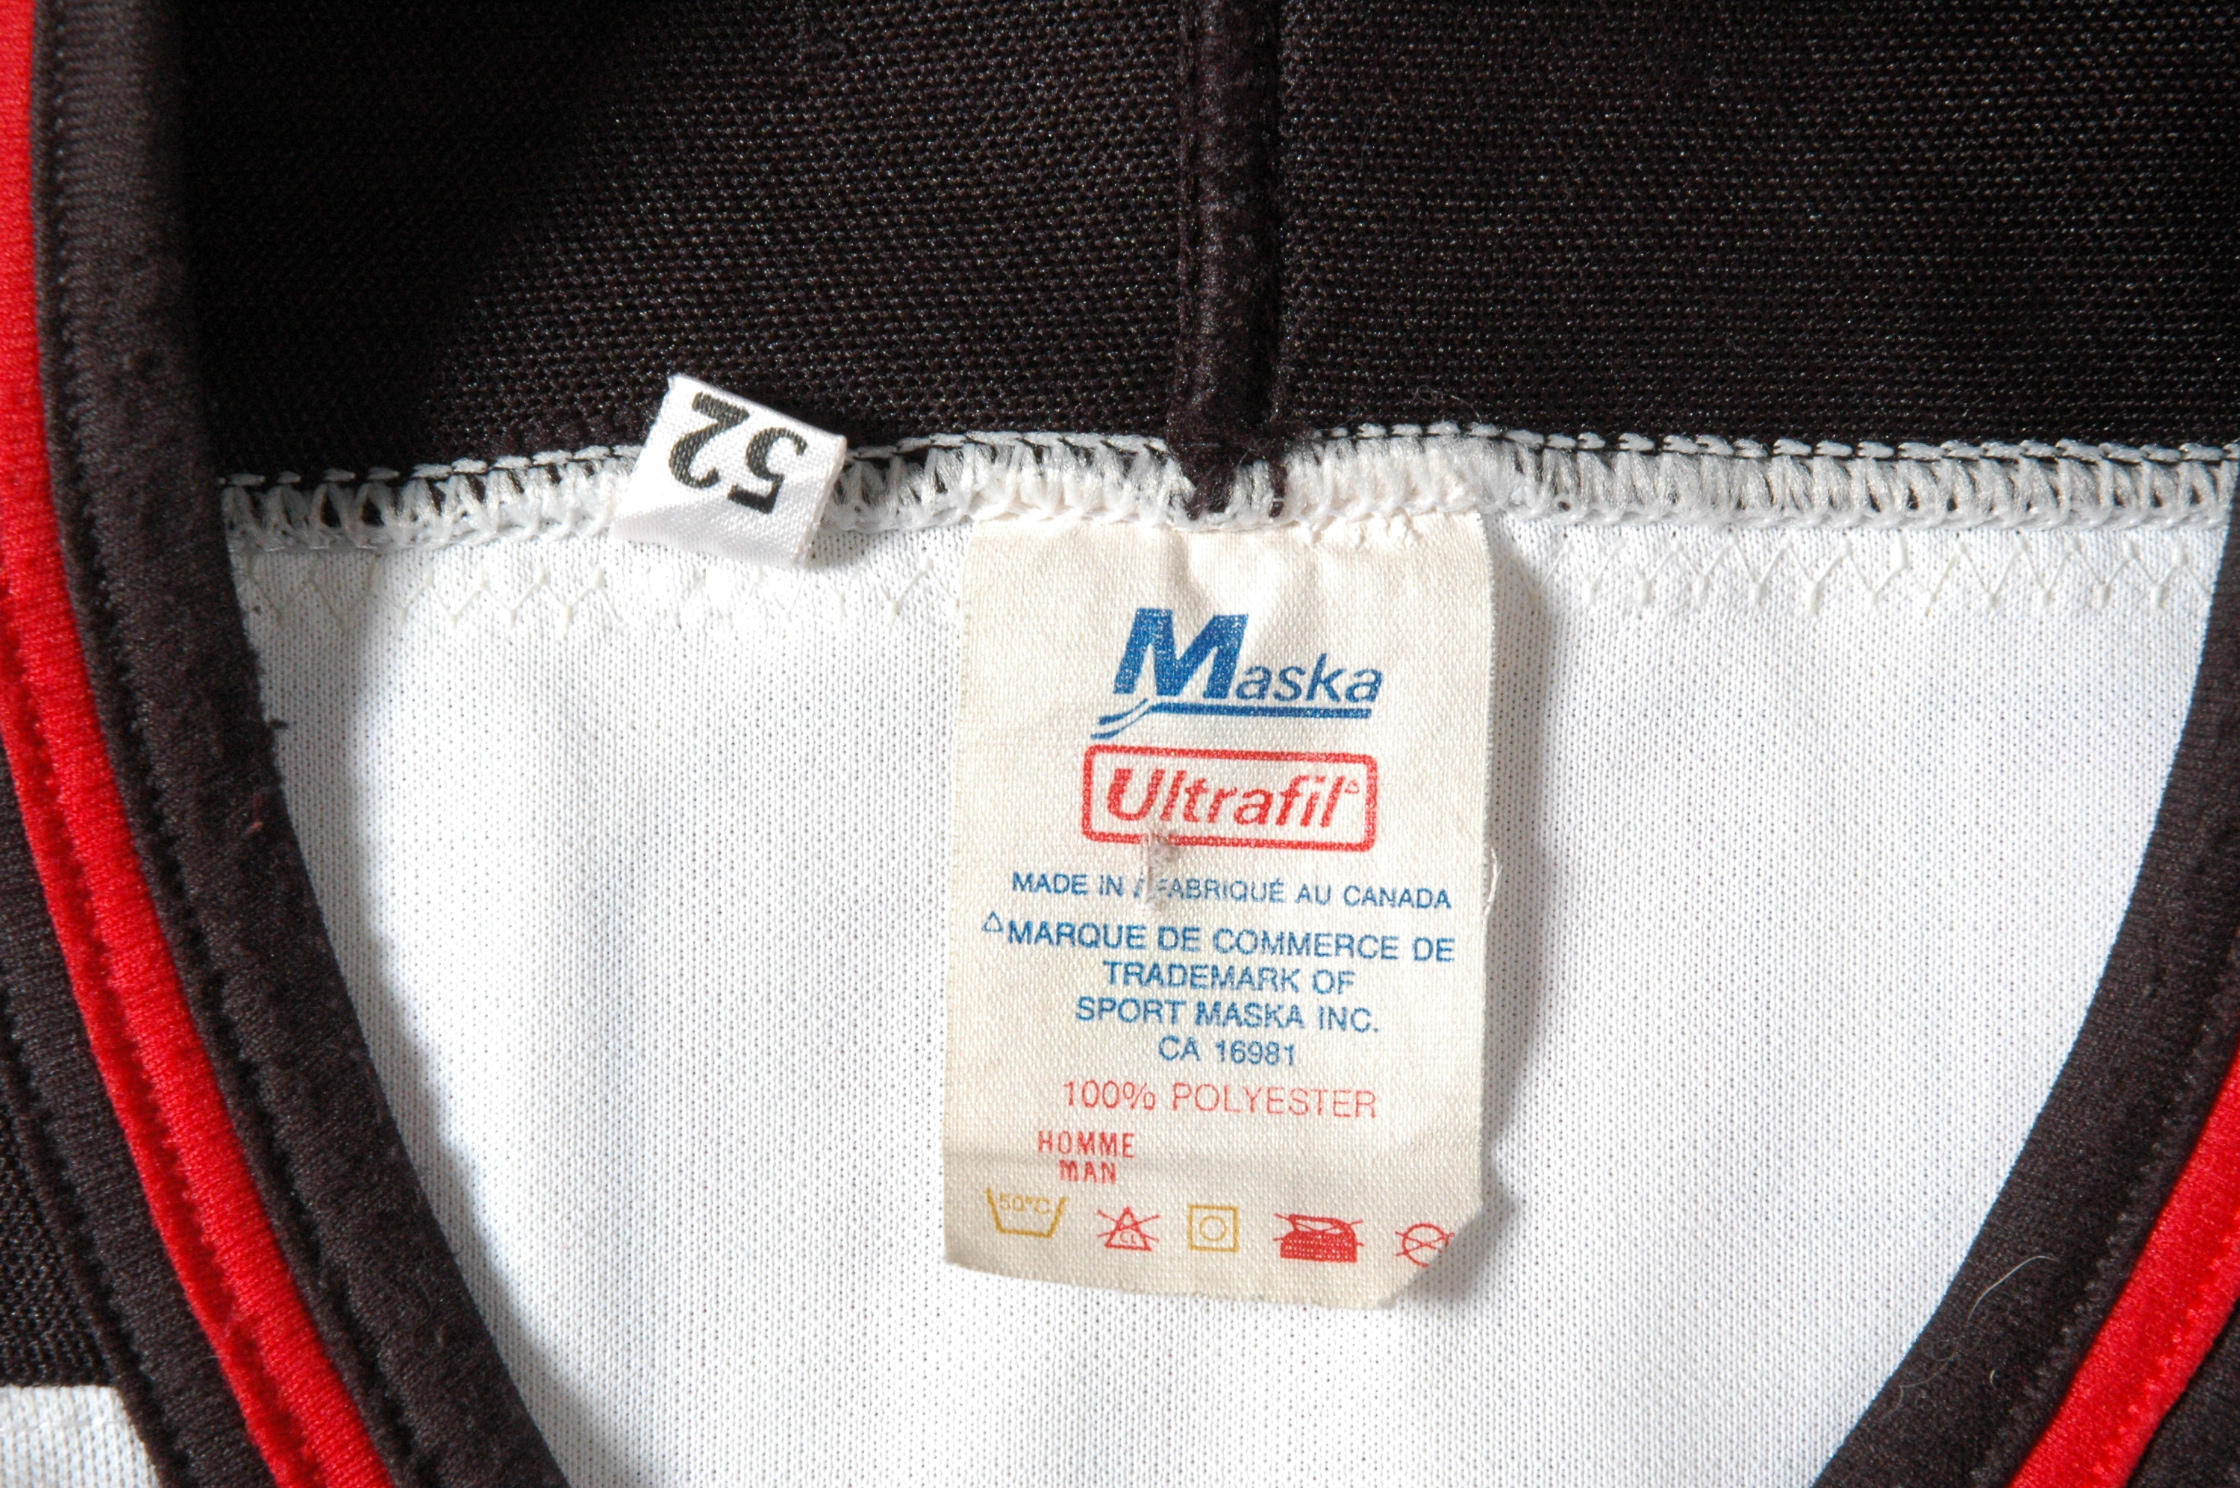 52
Maska
Ultrafil
MADE IN / FABRIQUÉ AU CANADA
△MARQUE DE COMMERCE DE
TRADEMARK OF
SPORT MASKA INC.
CA 16981
100% POLYESTER
HOMME
MAN
50°C
CL